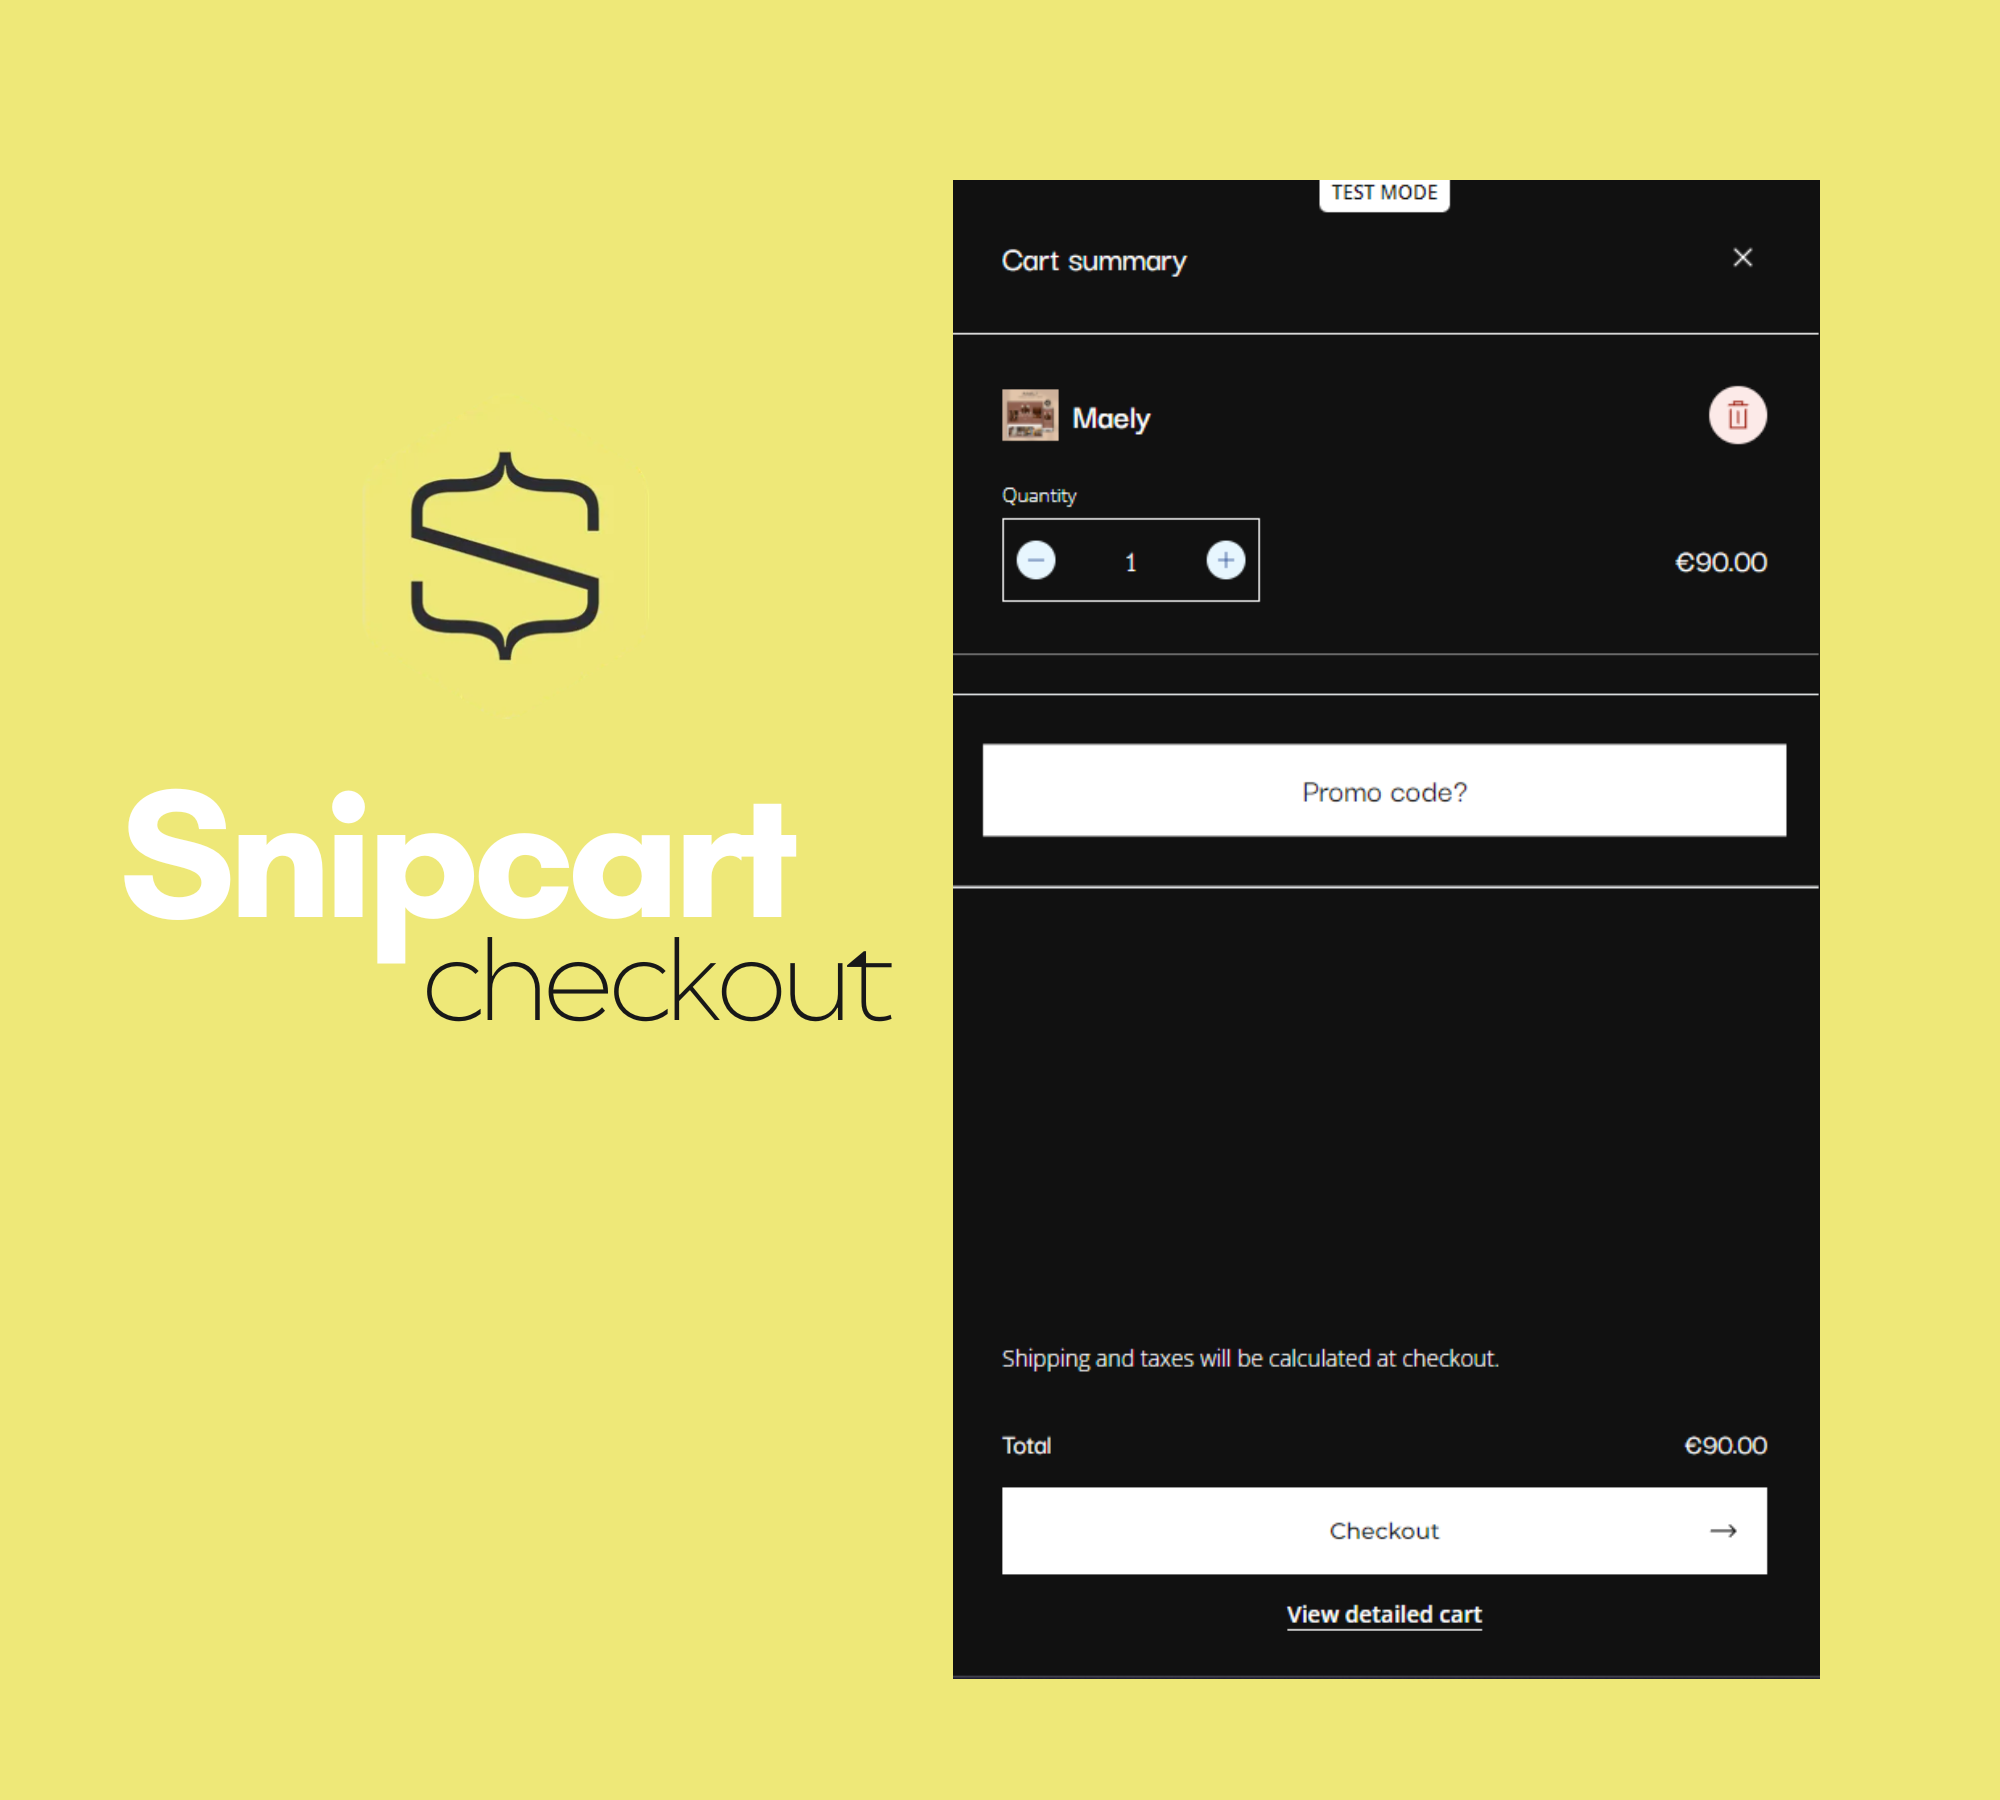 Snipcart
checkout
TEST MODE
Cart summary
Maely
Quantity
1
€90.00
Promo code?
Shipping and taxes will be calculated at checkout.
Total
€90.00
Checkout
View detailed cart